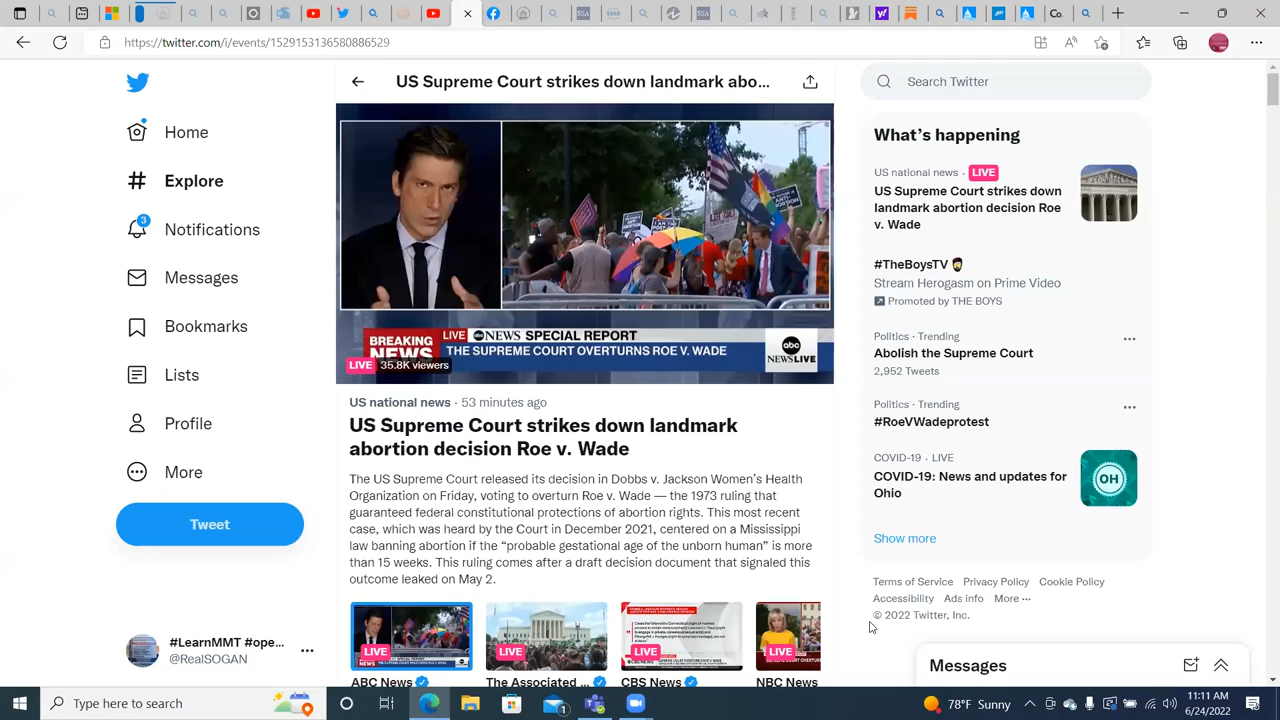 https://twitter.com/i/events/1529153136580886529
Home
Explore
3
Notifications
Messages
Bookmarks
Lists
Profile
More
Tweet
#LearnMMT #ope...
@RealSOGAN
US Supreme Court strikes down landmark abo...
BREAKING
NEWS
LIVE abc NEWS SPECIAL REPORT
THE SUPREME COURT OVERTURNS ROE V. WADE
abc
NEWS LIVE
LIVE 35.8K viewers
US national news · 53 minutes ago
US Supreme Court strikes down landmark
abortion decision Roe v. Wade
The US Supreme Court released its decision in Dobbs v. Jackson Women's Health
Organization on Friday, voting to overturn Roe v. Wade — the 1973 ruling that
guaranteed federal constitutional protections of abortion rights. This most recent
case, which was heard by the Court in December 2021, centered on a Mississippi
law banning abortion if the “probable gestational age of the unborn human” is more
than 15 weeks. This ruling comes after a draft decision document that signaled this
outcome leaked on May 2.
LIVE
LIVE
LIVE
LIVE
ABC News
The Associated ...
CBS News
NBC News
Search Twitter
What's happening
US national news · LIVE
US Supreme Court strikes down
landmark abortion decision Roe
v. Wade
#TheBoysTV
Stream Herogasm on Prime Video
Promoted by THE BOYS
Politics · Trending
Abolish the Supreme Court
2,952 Tweets
Politics · Trending
#RoeVWadeprotest
COVID-19 · LIVE
COVID-19: News and updates for
Ohio
OH
Show more
Terms of Service Privacy Policy Cookie Policy
Accessibility Ads info More ···
© 2022 Twitter, Inc.
Messages
Type here to search
1
78°F Sunny
11:11 AM
6/24/2022